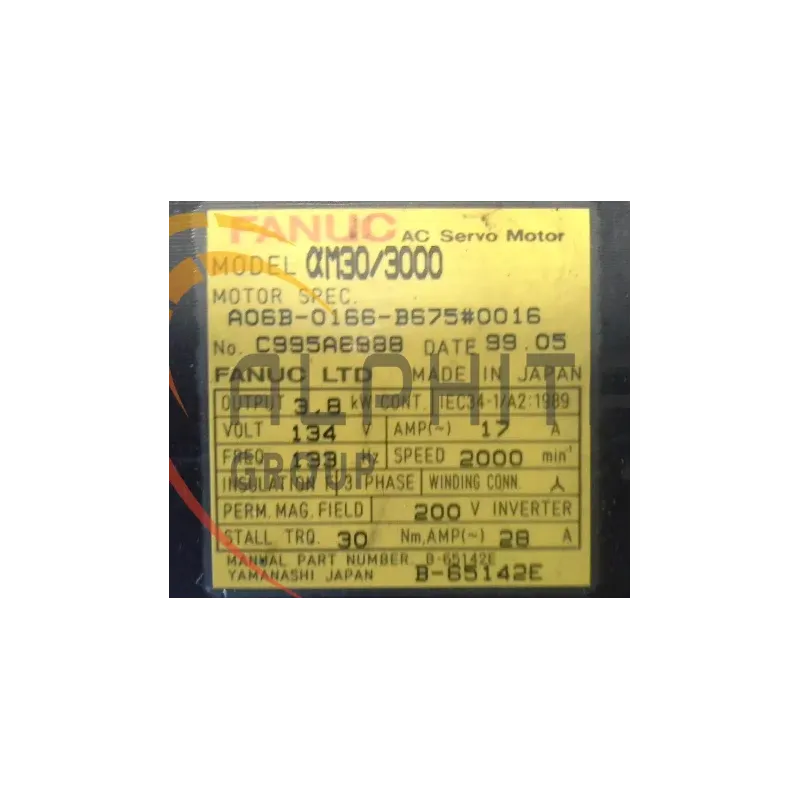 FANUC AC Servo Motor
MODEL αM30/3000
MOTOR SPEC.
A06B-0166-B675#0016
No. DATE 99.05
FANUC LTD MADE IN JAPAN
OUTPUT 3.8 kW CONT. IEC34-1/A2:1989
VOLT 134 V AMP(~) 17 A
FREQ 133 Hz SPEED 2000 min⁻¹
INSULATION F 3 PHASE WINDING CONN.
PERM. MAG. FIELD 200 V INVERTER
STALL TRQ. 30 Nm, AMP(~) 28 A
MANUAL PART NUMBER B-65142E
YAMANASHI JAPAN B-65142E
ALPHIT
GROUP